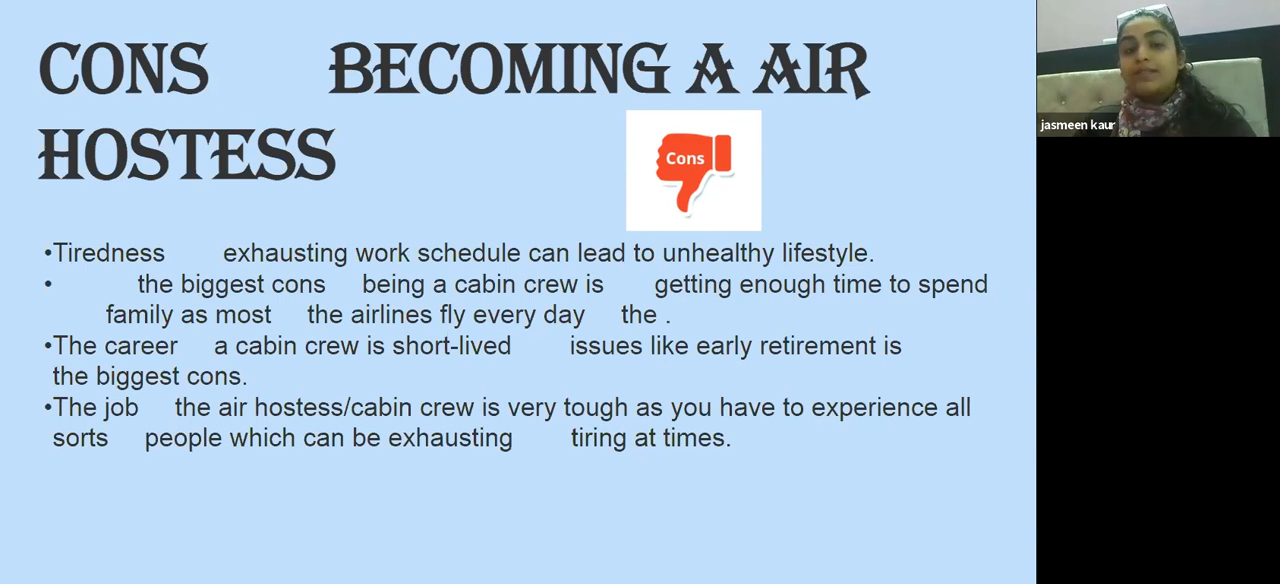 CONS BECOMING A AIR
HOSTESS
Cons
•Tiredness exhausting work schedule can lead to unhealthy lifestyle.
• the biggest cons being a cabin crew is getting enough time to spend
family as most the airlines fly every day the .
•The career a cabin crew is short-lived issues like early retirement is
the biggest cons.
•The job the air hostess/cabin crew is very tough as you have to experience all
sorts people which can be exhausting tiring at times.
jasmeen kaur